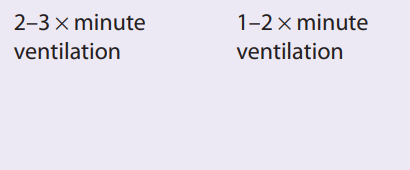 2–3 × minute
ventilation
1–2 × minute
ventilation